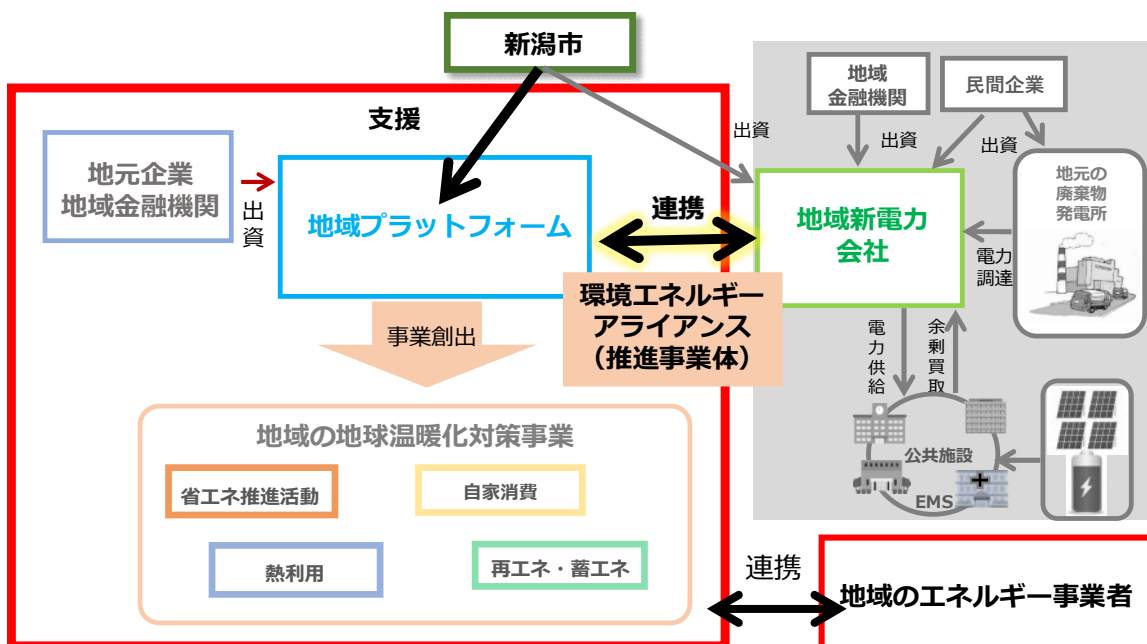 新潟市
支援
地元企業
地域金融機関
出資
地域プラットフォーム
連携
環境エネルギー
アライアンス
（推進事業体）
事業創出
地域の地球温暖化対策事業
省エネ推進活動
自家消費
熱利用
再エネ・蓄エネ
出資
地域
金融機関
民間企業
出資
出資
地域新電力
会社
地元の
廃棄物
発電所
電力
調達
電力供給
余剰買取
公共施設
EMS
連携
地域のエネルギー事業者